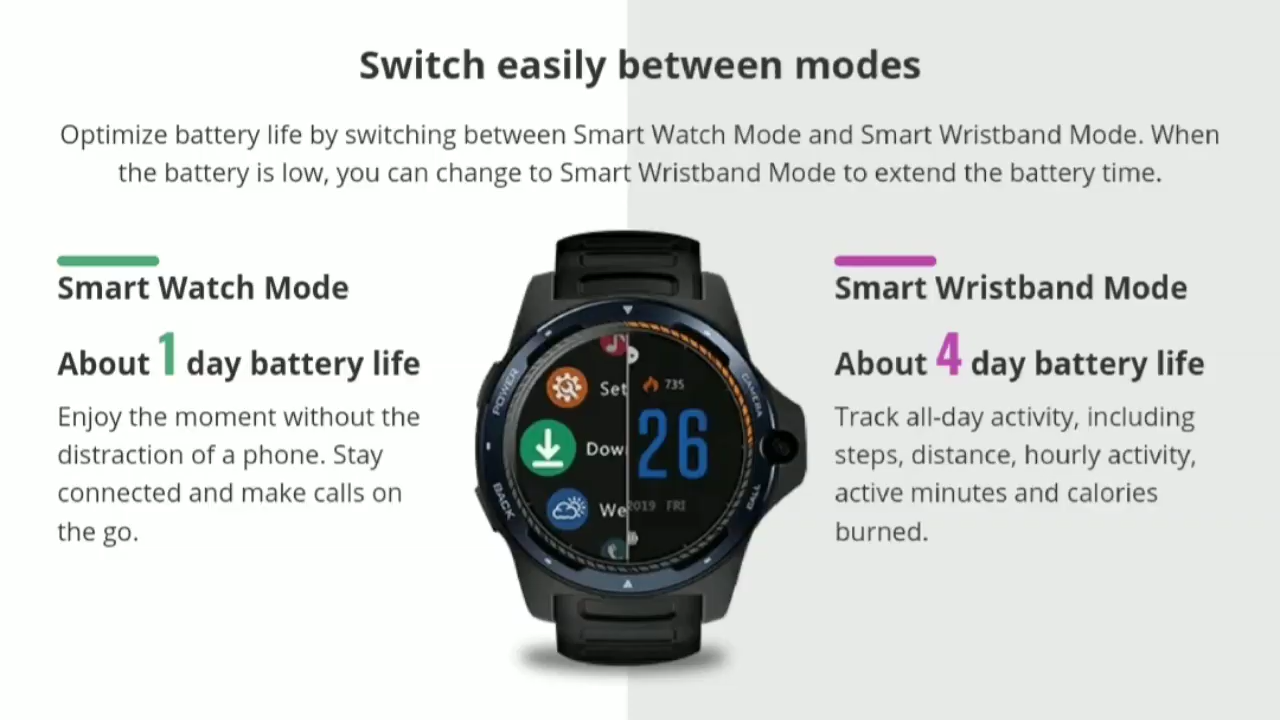 Switch easily between modes
Optimize battery life by switching between Smart Watch Mode and Smart Wristband Mode. When
the battery is low, you can change to Smart Wristband Mode to extend the battery time.
Smart Watch Mode
About 1 day battery life
Enjoy the moment without the
distraction of a phone. Stay
connected and make calls on
the go.
POWER
BACK
Set
Dow
We
735
26
2019 FRI
CAMERA
BALL
Smart Wristband Mode
About 4 day battery life
Track all-day activity, including
steps, distance, hourly activity,
active minutes and calories
burned.